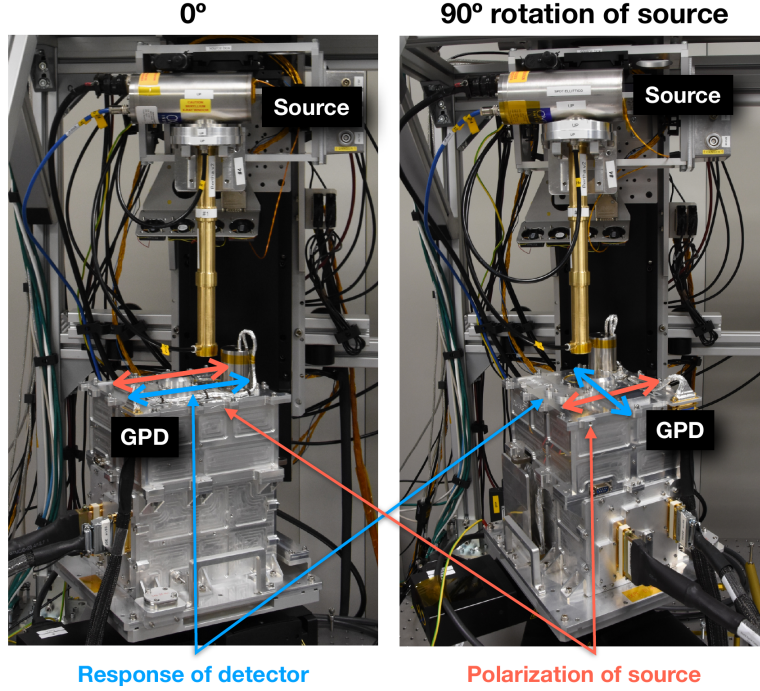 0º
90º rotation of source
Source
Source
GPD
GPD
Response of detector
Polarization of source